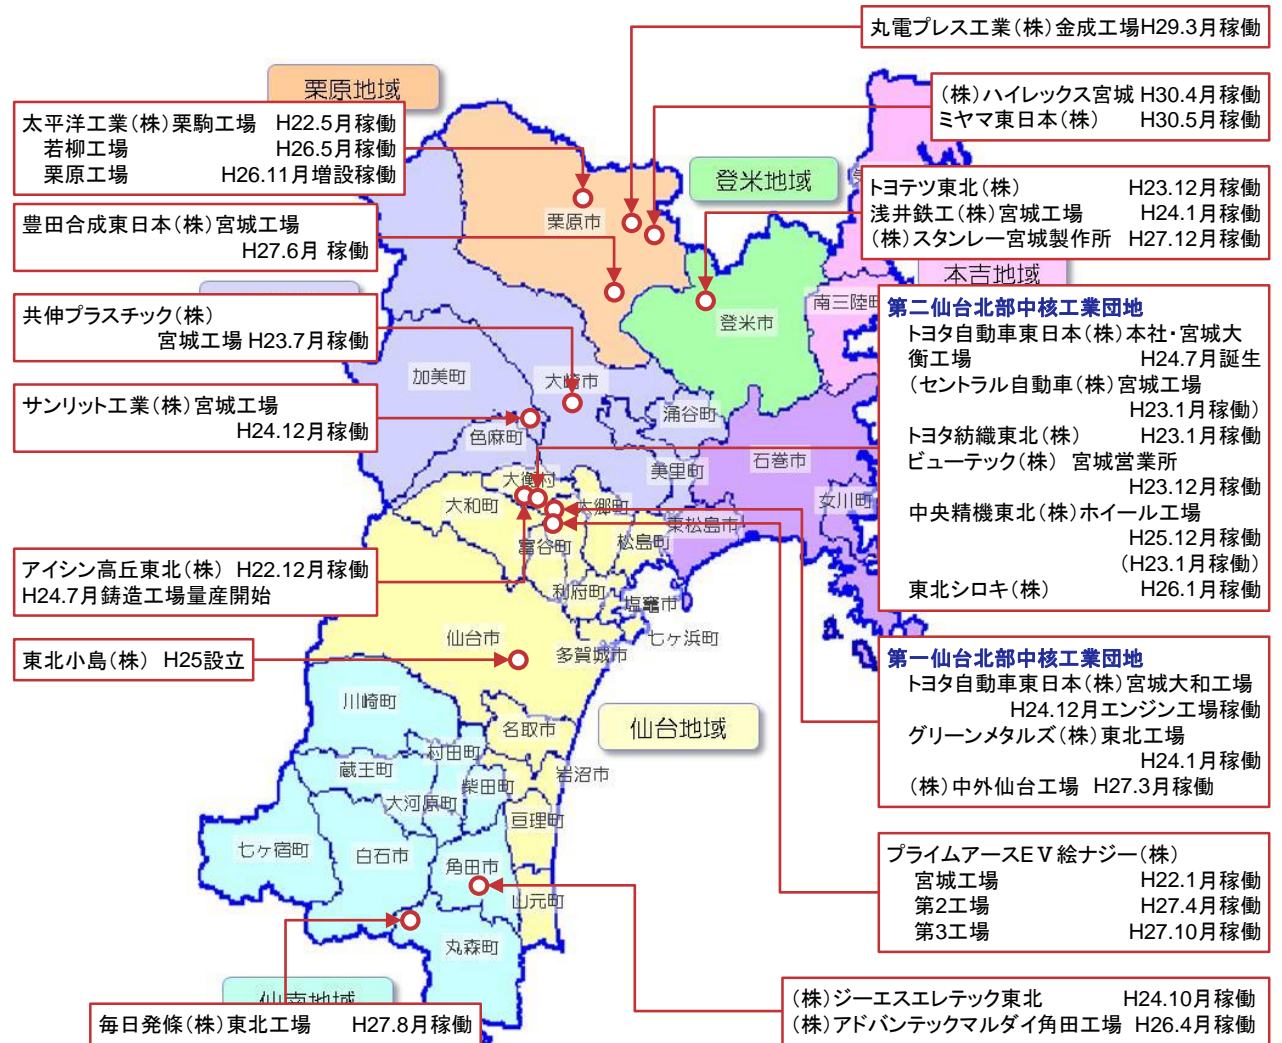 丸電プレス工業(株)金成工場H29.3月稼働
栗原地域
(株)ハイレックス宮城 H30.4月稼働
ミヤマ東日本(株) H30.5月稼働
太平洋工業(株)栗駒工場 H22.5月稼働
若柳工場 H26.5月稼働
栗原工場 H26.11月増設稼働
登米地域
トヨテツ東北(株) H23.12月稼働
浅井鉄工(株)宮城工場 H24.1月稼働
(株)スタンレー宮城製作所 H27.12月稼働
栗原市
豊田合成東日本(株)宮城工場
H27.6月 稼働
本吉地域
南三陸町
登米市
第二仙台北部中核工業団地
トヨタ自動車東日本(株)本社・宮城大
衡工場 H24.7月誕生
(セントラル自動車(株)宮城工場
H23.1月稼働)
トヨタ紡織東北(株) H23.1月稼働
ビューテック(株) 宮城営業所
H23.12月稼働
中央精機東北(株)ホイール工場
H25.12月稼働
(H23.1月稼働)
東北シロキ(株) H26.1月稼働
共伸プラスチック(株)
宮城工場 H23.7月稼働
加美町
大崎市
サンリット工業(株)宮城工場
H24.12月稼働
涌谷町
色麻町
美里町
石巻市
大衡村
大和町
大郷町
女川町
東松島市
富谷町
松島町
アイシン高丘東北(株) H22.12月稼働
H24.7月鋳造工場量産開始
利府町
塩竈市
七ヶ浜町
仙台市
多賀城市
東北小島(株) H25設立
第一仙台北部中核工業団地
トヨタ自動車東日本(株)宮城大和工場
H24.12月エンジン工場稼働
グリーンメタルズ(株)東北工場
H24.1月稼働
(株)中外仙台工場 H27.3月稼働
川崎町
名取市
仙台地域
村田町
蔵王町
柴田町
岩沼市
大河原町
亘理町
七ヶ宿町
白石市
角田市
山元町
丸森町
プライムアースEV絵ナジー(株)
宮城工場 H22.1月稼働
第2工場 H27.4月稼働
第3工場 H27.10月稼働
仙南地域
毎日発條(株)東北工場 H27.8月稼働
(株)ジーエスエレテック東北 H24.10月稼働
(株)アドバンテックマルダイ角田工場 H26.4月稼働